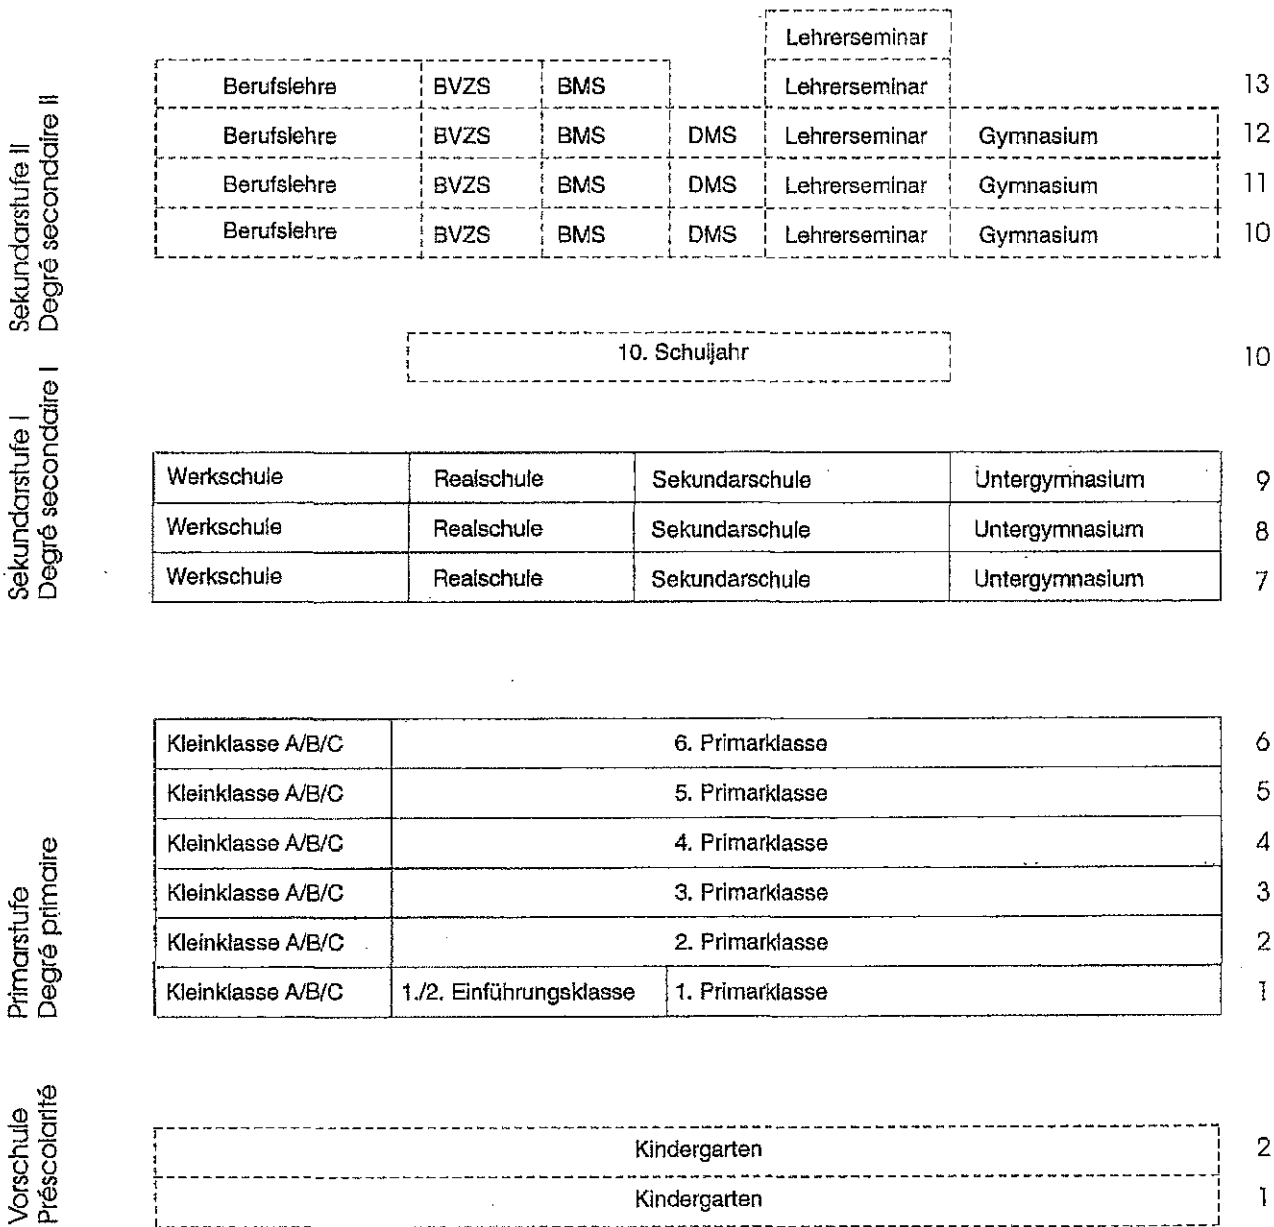 Lehrerseminar
Berufslehre BVZS BMS Lehrerseminar 13
Berufslehre BVZS BMS DMS Lehrerseminar Gymnasium 12
Berufslehre BVZS BMS DMS Lehrerseminar Gymnasium 11
Berufslehre BVZS BMS DMS Lehrerseminar Gymnasium 10
Sekundarstufe II
Degré secondaire II
10. Schuljahr 10
Werkschule Realschule Sekundarschule Untergymnasium 9
Werkschule Realschule Sekundarschule Untergymnasium 8
Werkschule Realschule Sekundarschule Untergymnasium 7
Sekundarstufe I
Degré secondaire I
Kleinklasse A/B/C 6. Primarklasse 6
Kleinklasse A/B/C 5. Primarklasse 5
Kleinklasse A/B/C 4. Primarklasse 4
Kleinklasse A/B/C 3. Primarklasse 3
Kleinklasse A/B/C 2. Primarklasse 2
Kleinklasse A/B/C 1./2. Einführungsklasse 1. Primarklasse 1
Primarstufe
Degré primaire
Kindergarten 2
Kindergarten 1
Vorschule
Préscolarité